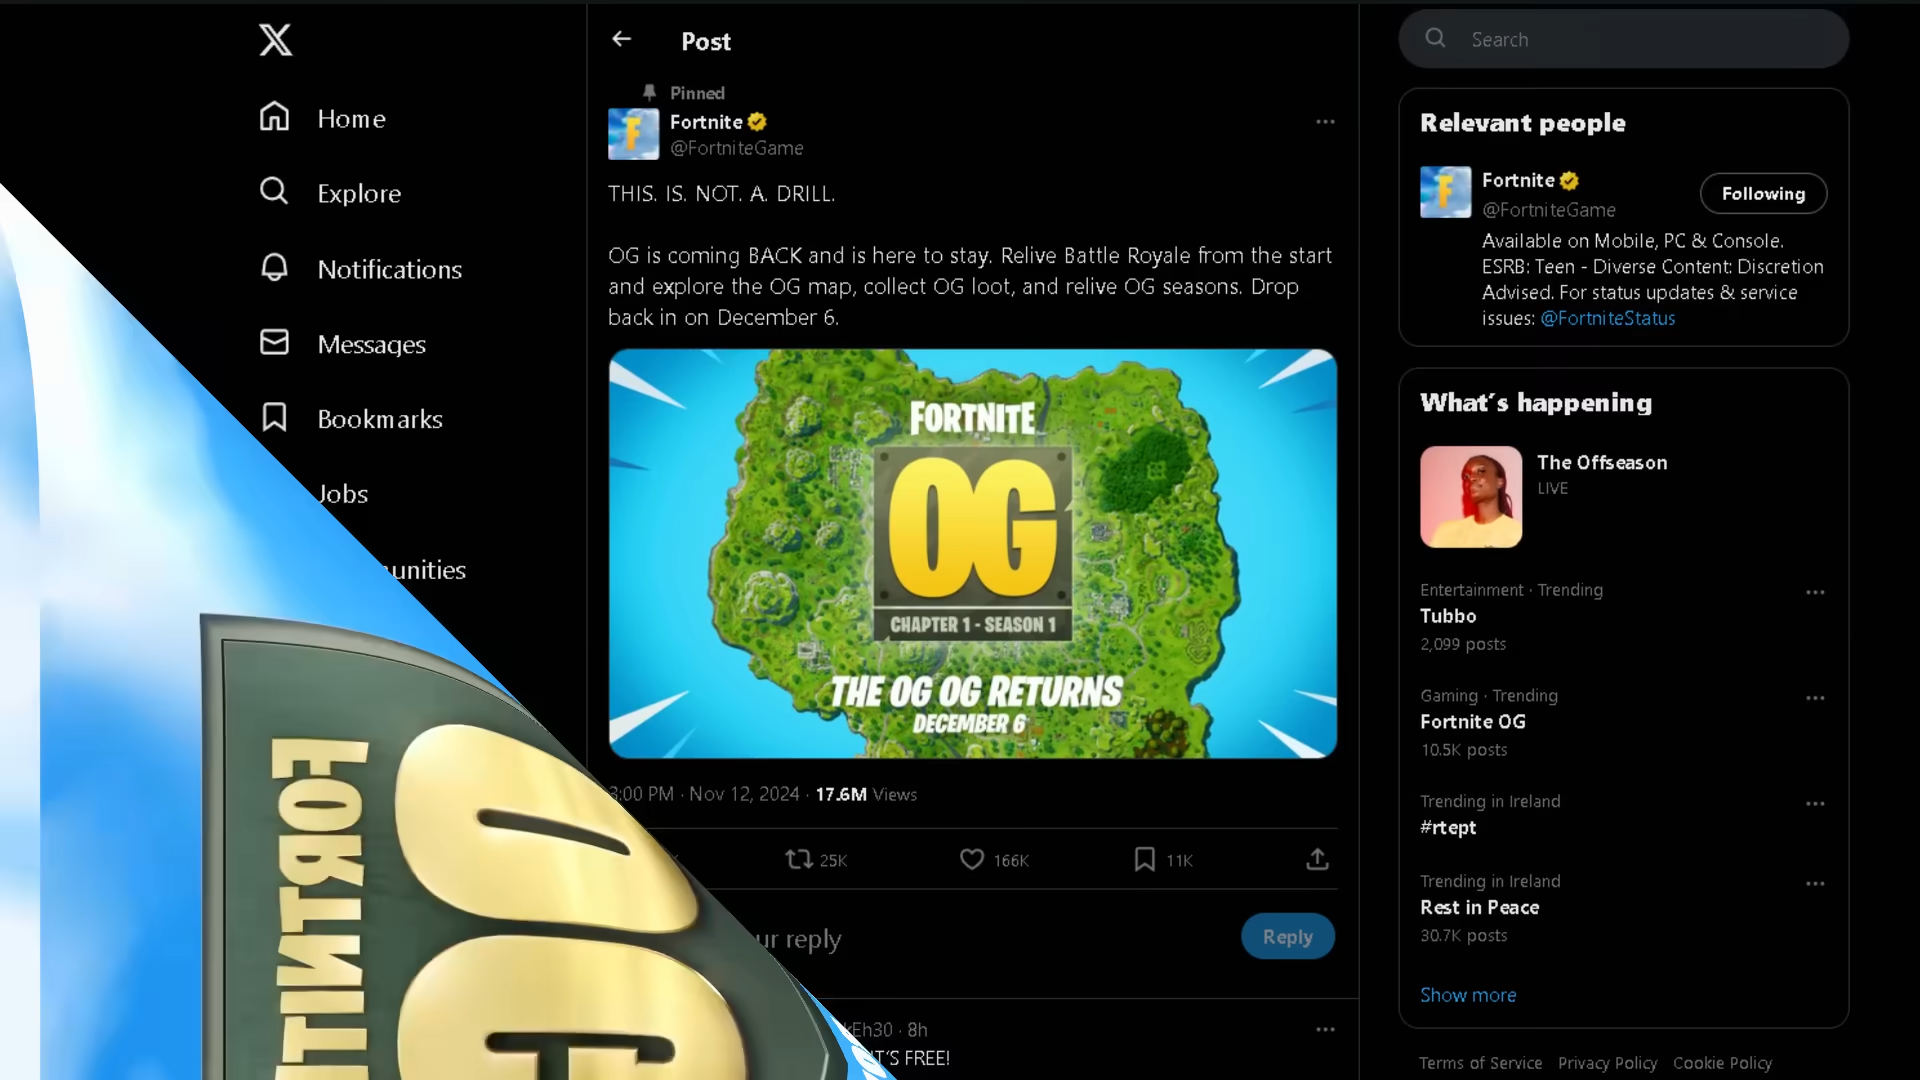 Home
Explore
Notifications
Messages
Bookmarks
Jobs
unities
Post
Pinned
Fortnite
@FortniteGame
THIS. IS. NOT. A. DRILL.
OG is coming BACK and is here to stay. Relive Battle Royale from the start
and explore the OG map, collect OG loot, and relive OG seasons. Drop
back in on December 6.
FORTNITE
OG
CHAPTER 1 - SEASON 1
THE OG OG RETURNS
DECEMBER 6
:00 PM · Nov 12, 2024 · 17.6M Views
25K
166K
11K
ur reply
Reply
kEh30 · 8h
IT'S FREE!
Search
Relevant people
Fortnite
@FortniteGame
Following
Available on Mobile, PC & Console.
ESRB: Teen - Diverse Content: Discretion
Advised. For status updates & service
issues: @FortniteStatus
What's happening
The Offseason
LIVE
Entertainment · Trending
Tubbo
2,099 posts
Gaming · Trending
Fortnite OG
10.5K posts
Trending in Ireland
#rtept
Trending in Ireland
Rest in Peace
30.7K posts
Show more
Terms of Service Privacy Policy Cookie Policy
FORTNIT
OG